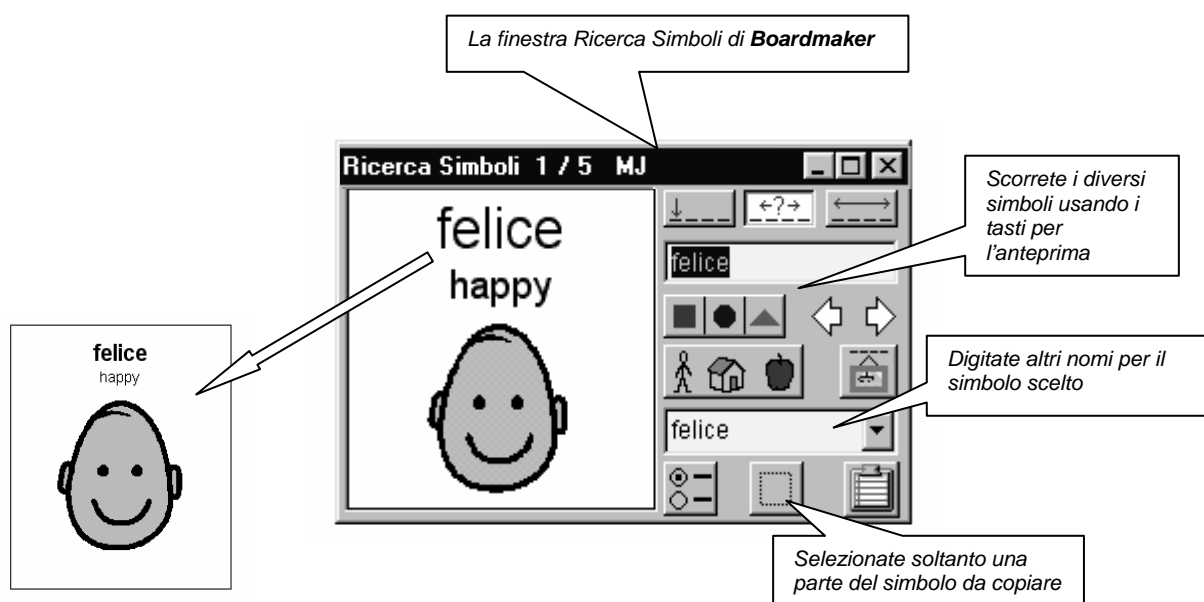 La finestra Ricerca Simboli di Boardmaker
Ricerca Simboli 1 / 5 MJ
felice
happy
felice
Scorrete i diversi
simboli usando i
tasti per
l'anteprima
felice
happy
Digitate altri nomi per il
simbolo scelto
felice
Selezionate soltanto una
parte del simbolo da copiare